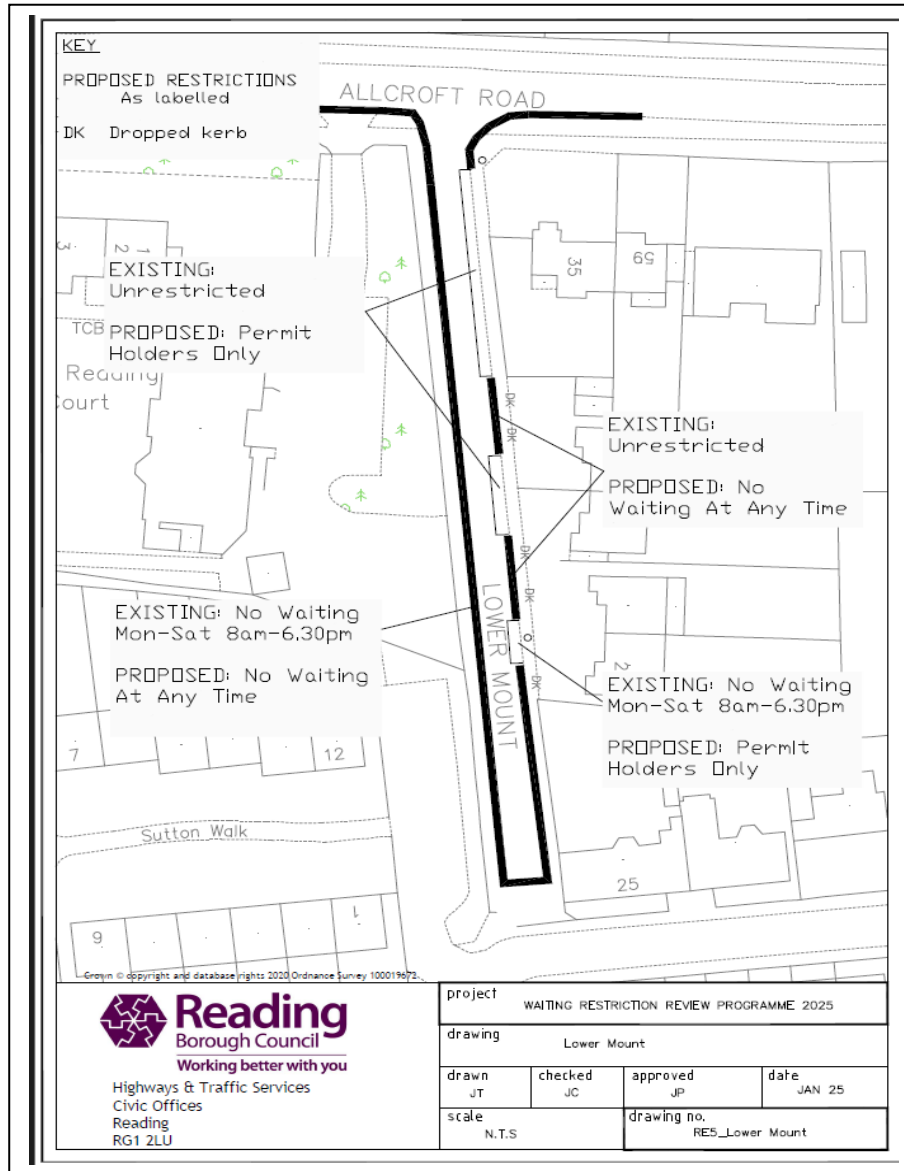 KEY
PROPOSED RESTRICTIONS
As labelled
DK Dropped kerb
ALLCROFT ROAD
3
2
1
TCB
Reading
Court
EXISTING:
Unrestricted
PROPOSED: Permit
Holders Only
35
59
DK
DK
EXISTING:
Unrestricted
PROPOSED: No
Waiting At Any Time
DK
DK
LOWER MOUNT
EXISTING: No Waiting
Mon-Sat 8am-6.30pm
PROPOSED: No Waiting
At Any Time
2
DK
EXISTING: No Waiting
Mon-Sat 8am-6.30pm
PROPOSED: Permit
Holders Only
7
12
Sutton Walk
25
9
1
Crown © copyright and database rights 2020 Ordnance Survey 100019672
Reading
Borough Council
Working better with you
Highways & Traffic Services
Civic Offices
Reading
RG1 2LU
project
WAITING RESTRICTION REVIEW PROGRAMME 2025
drawing
Lower Mount
drawn
JT
checked
JC
approved
JP
date
JAN 25
scale
N.T.S
drawing no.
RE5_Lower Mount